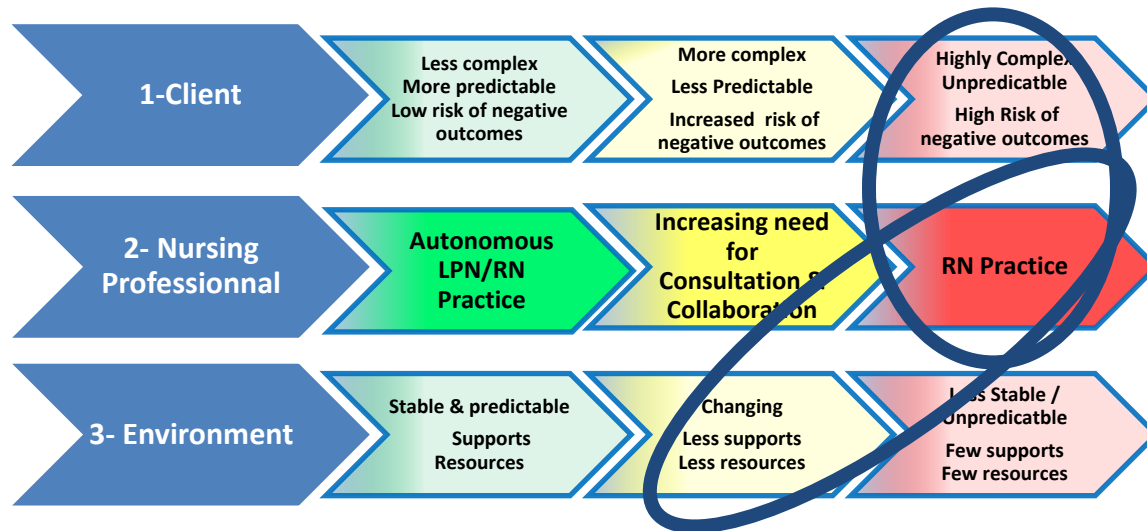 1-Client
Less complex
More predictable
Low risk of negative
outcomes
More complex
Less Predictable
Increased risk of
negative outcomes
Highly Complex
Unpredicatble
High Risk of
negative outcomes
2- Nursing
Professionnal
Autonomous
LPN/RN
Practice
Increasing need
for
Consultation &
Collaboration
RN Practice
3- Environment
Stable & predictable
Supports
Resources
Changing
Less supports
Less resources
Less Stable /
Unpredicatble
Few supports
Few resources